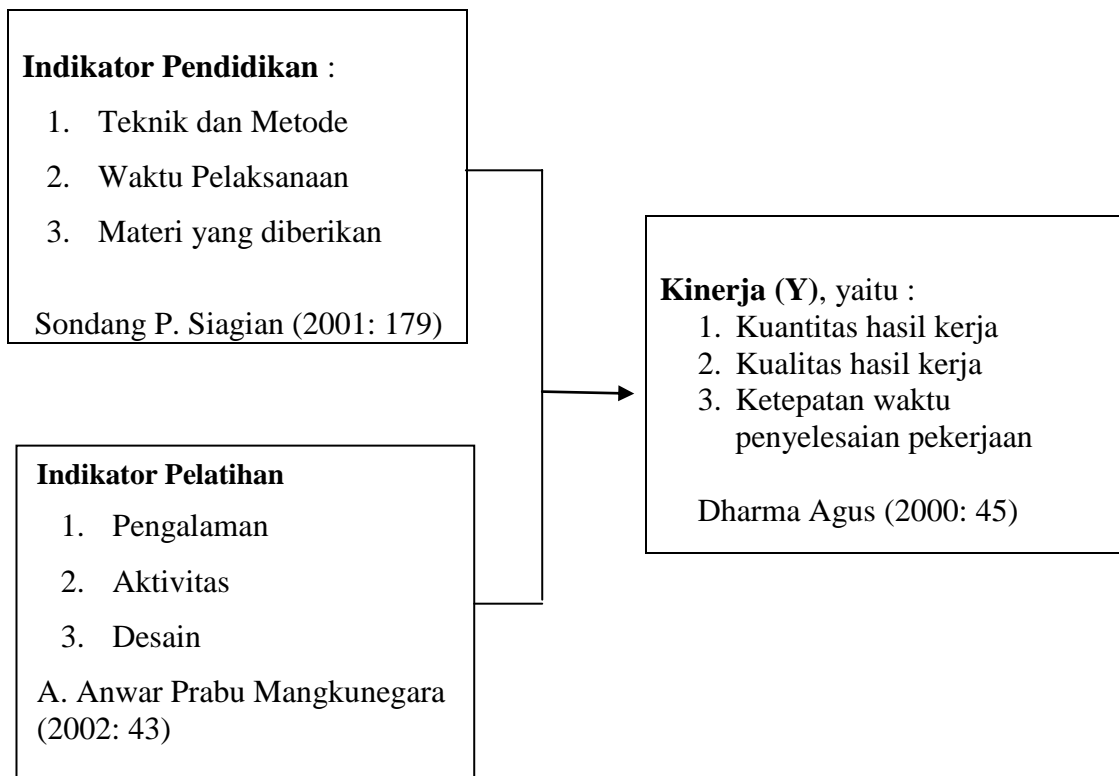 Indikator Pendidikan :
1. Teknik dan Metode
2. Waktu Pelaksanaan
3. Materi yang diberikan
Sondang P. Siagian (2001: 179)
Indikator Pelatihan
1. Pengalaman
2. Aktivitas
3. Desain
A. Anwar Prabu Mangkunegara
(2002: 43)
Kinerja (Y), yaitu :
1. Kuantitas hasil kerja
2. Kualitas hasil kerja
3. Ketepatan waktu
penyelesaian pekerjaan
Dharma Agus (2000: 45)